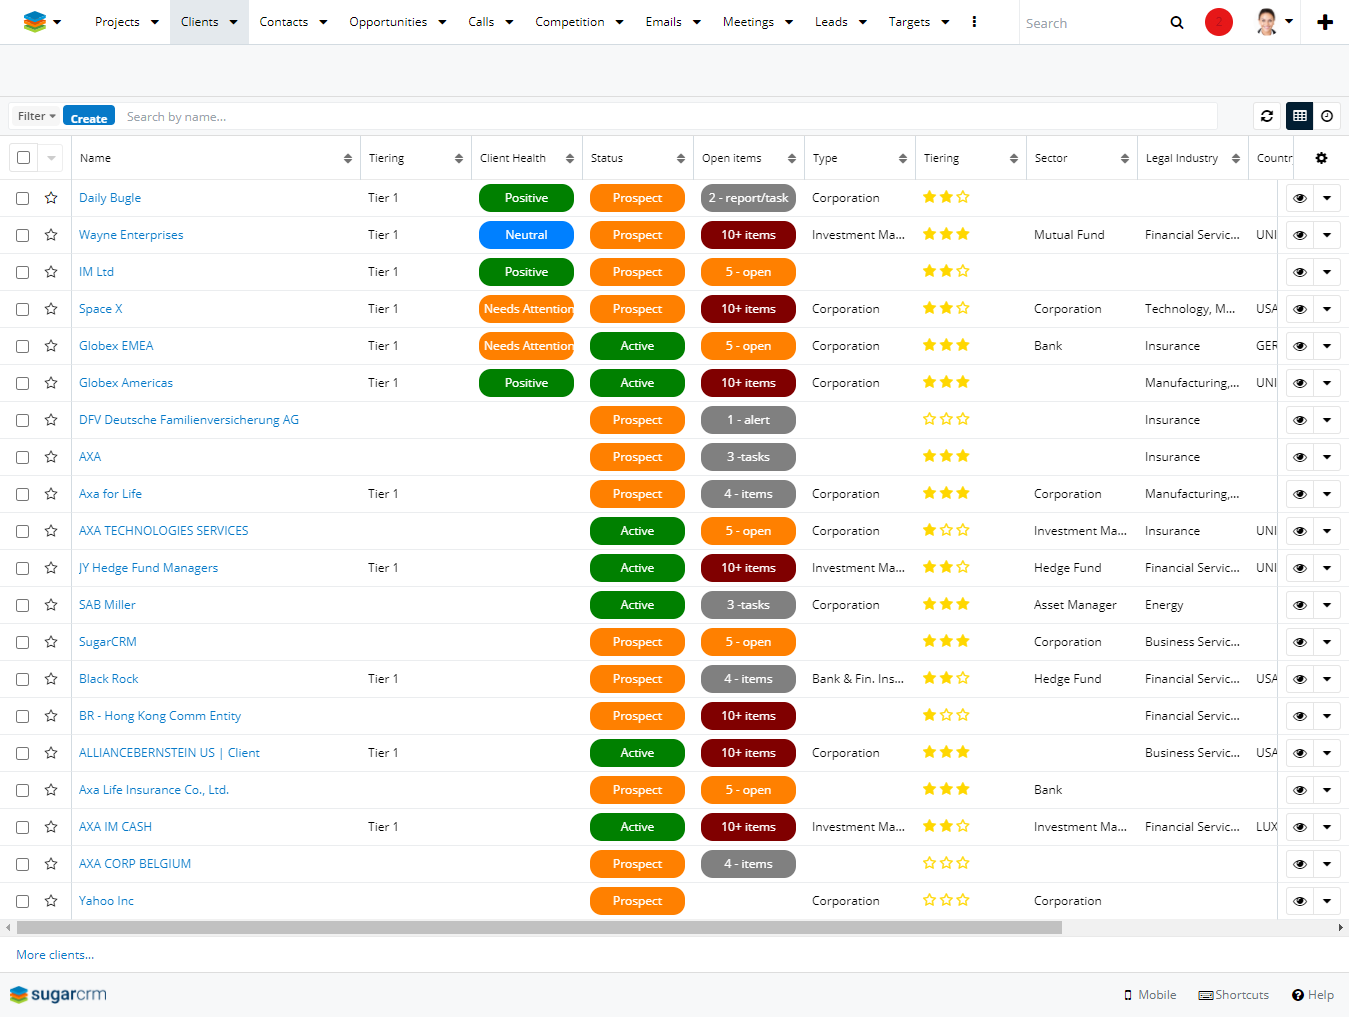 Projects Clients Contacts Opportunities Calls Competition Emails Meetings Leads Targets Search 2
Filter Create Search by name...
Name Tiering Client Health Status Open items Type Tiering Sector Legal Industry Countr
Daily Bugle Tier 1 Positive Prospect 2 - report/task Corporation
Wayne Enterprises Tier 1 Neutral Prospect 10+ items Investment Ma... Mutual Fund Financial Servic... UNI
IM Ltd Tier 1 Positive Prospect 5 - open
Space X Tier 1 Needs Attention Prospect 10+ items Corporation Corporation Technology, M... USA
Globex EMEA Tier 1 Needs Attention Active 5 - open Corporation Bank Insurance GER
Globex Americas Tier 1 Positive Active 10+ items Corporation Manufacturing,... UNI
DFV Deutsche Familienversicherung AG Prospect 1 - alert Insurance
AXA Prospect 3 -tasks Insurance
Axa for Life Tier 1 Prospect 4 - items Corporation Corporation Manufacturing,...
AXA TECHNOLOGIES SERVICES Active 5 - open Corporation Investment Ma... Insurance UNI
JY Hedge Fund Managers Tier 1 Active 10+ items Investment Ma... Hedge Fund Financial Servic... UNI
SAB Miller Active 3 -tasks Corporation Asset Manager Energy
SugarCRM Prospect 5 - open Corporation Business Servic...
Black Rock Tier 1 Prospect 4 - items Bank & Fin. Ins... Hedge Fund Financial Servic... USA
BR - Hong Kong Comm Entity Prospect 10+ items Financial Servic...
ALLIANCEBERNSTEIN US | Client Tier 1 Active 10+ items Corporation Business Servic... USA
Axa Life Insurance Co., Ltd. Prospect 5 - open Bank
AXA IM CASH Tier 1 Active 10+ items Investment Ma... Investment Ma... Financial Servic... LUX
AXA CORP BELGIUM Prospect 4 - items
Yahoo Inc Prospect Corporation Corporation
More clients...
sugarcrm Mobile Shortcuts Help